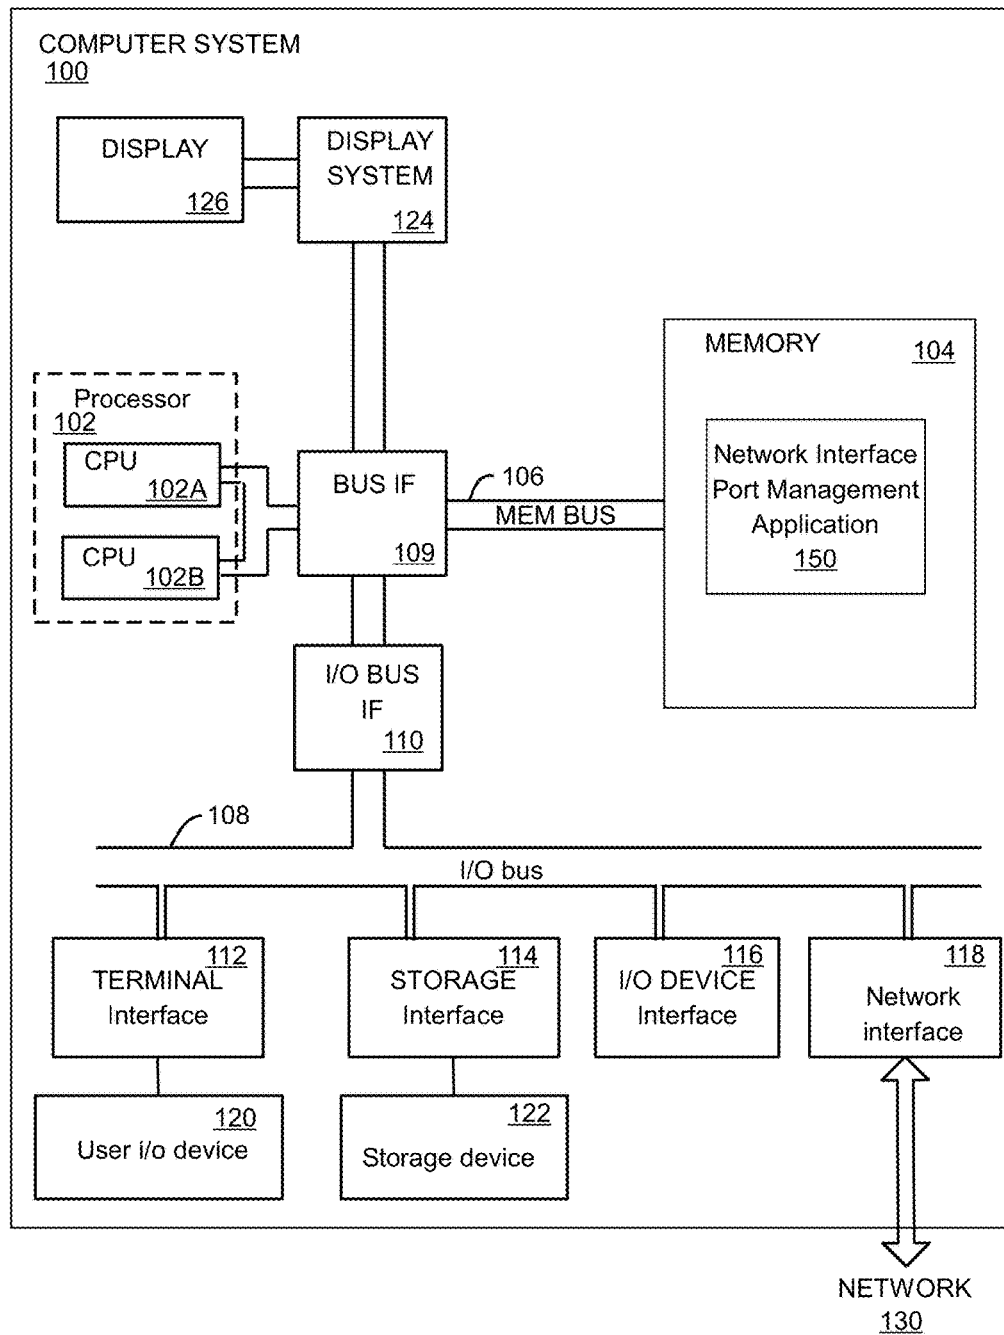 COMPUTER SYSTEM
100
DISPLAY
126
DISPLAY
SYSTEM
124
MEMORY
104
Network Interface
Port Management
Application
150
Processor
102
CPU
102A
CPU
102B
BUS IF
109
106
MEM BUS
I/O BUS
IF
110
108
I/O bus
112
TERMINAL
Interface
114
STORAGE
Interface
116
I/O DEVICE
Interface
118
Network
interface
120
User i/o device
122
Storage device
NETWORK
130